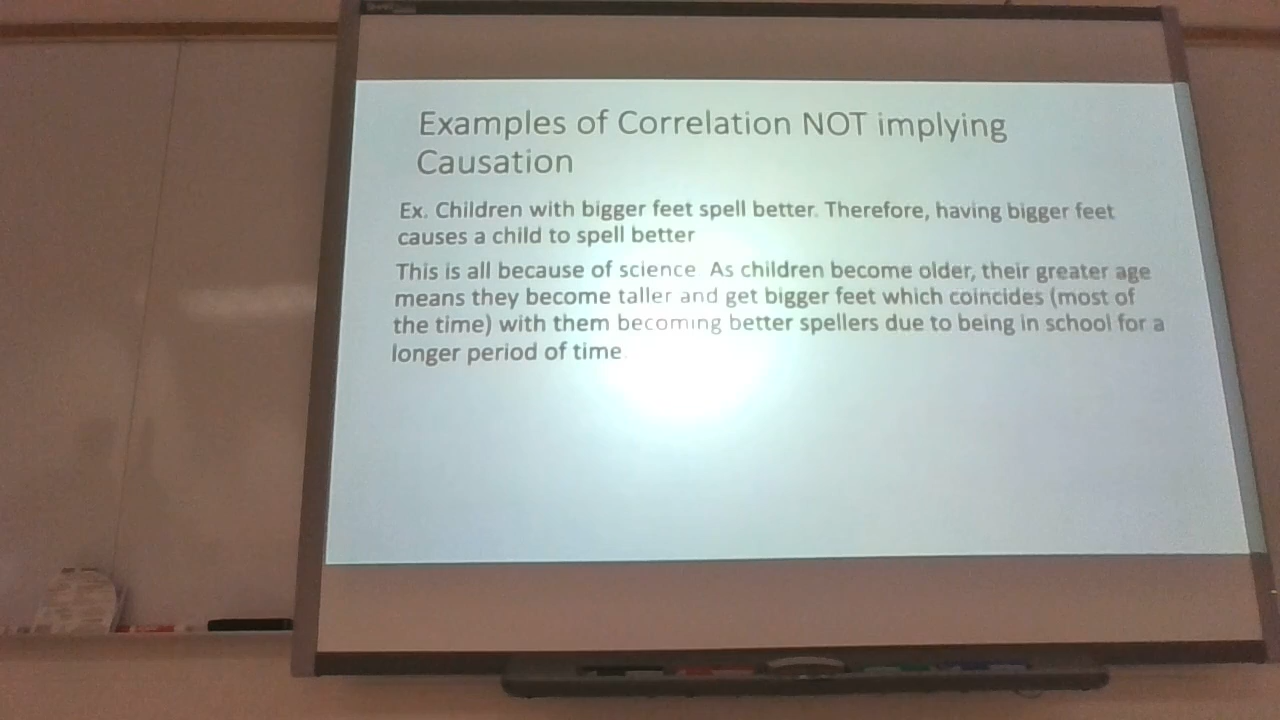 Examples of Correlation NOT implying
Causation
Ex. Children with bigger feet spell better. Therefore, having bigger feet
causes a child to spell better
This is all because of science As children become older, their greater age
means they become taller and get bigger feet which coincides (most of
the time) with them becoming better spellers due to being in school for a
longer period of time